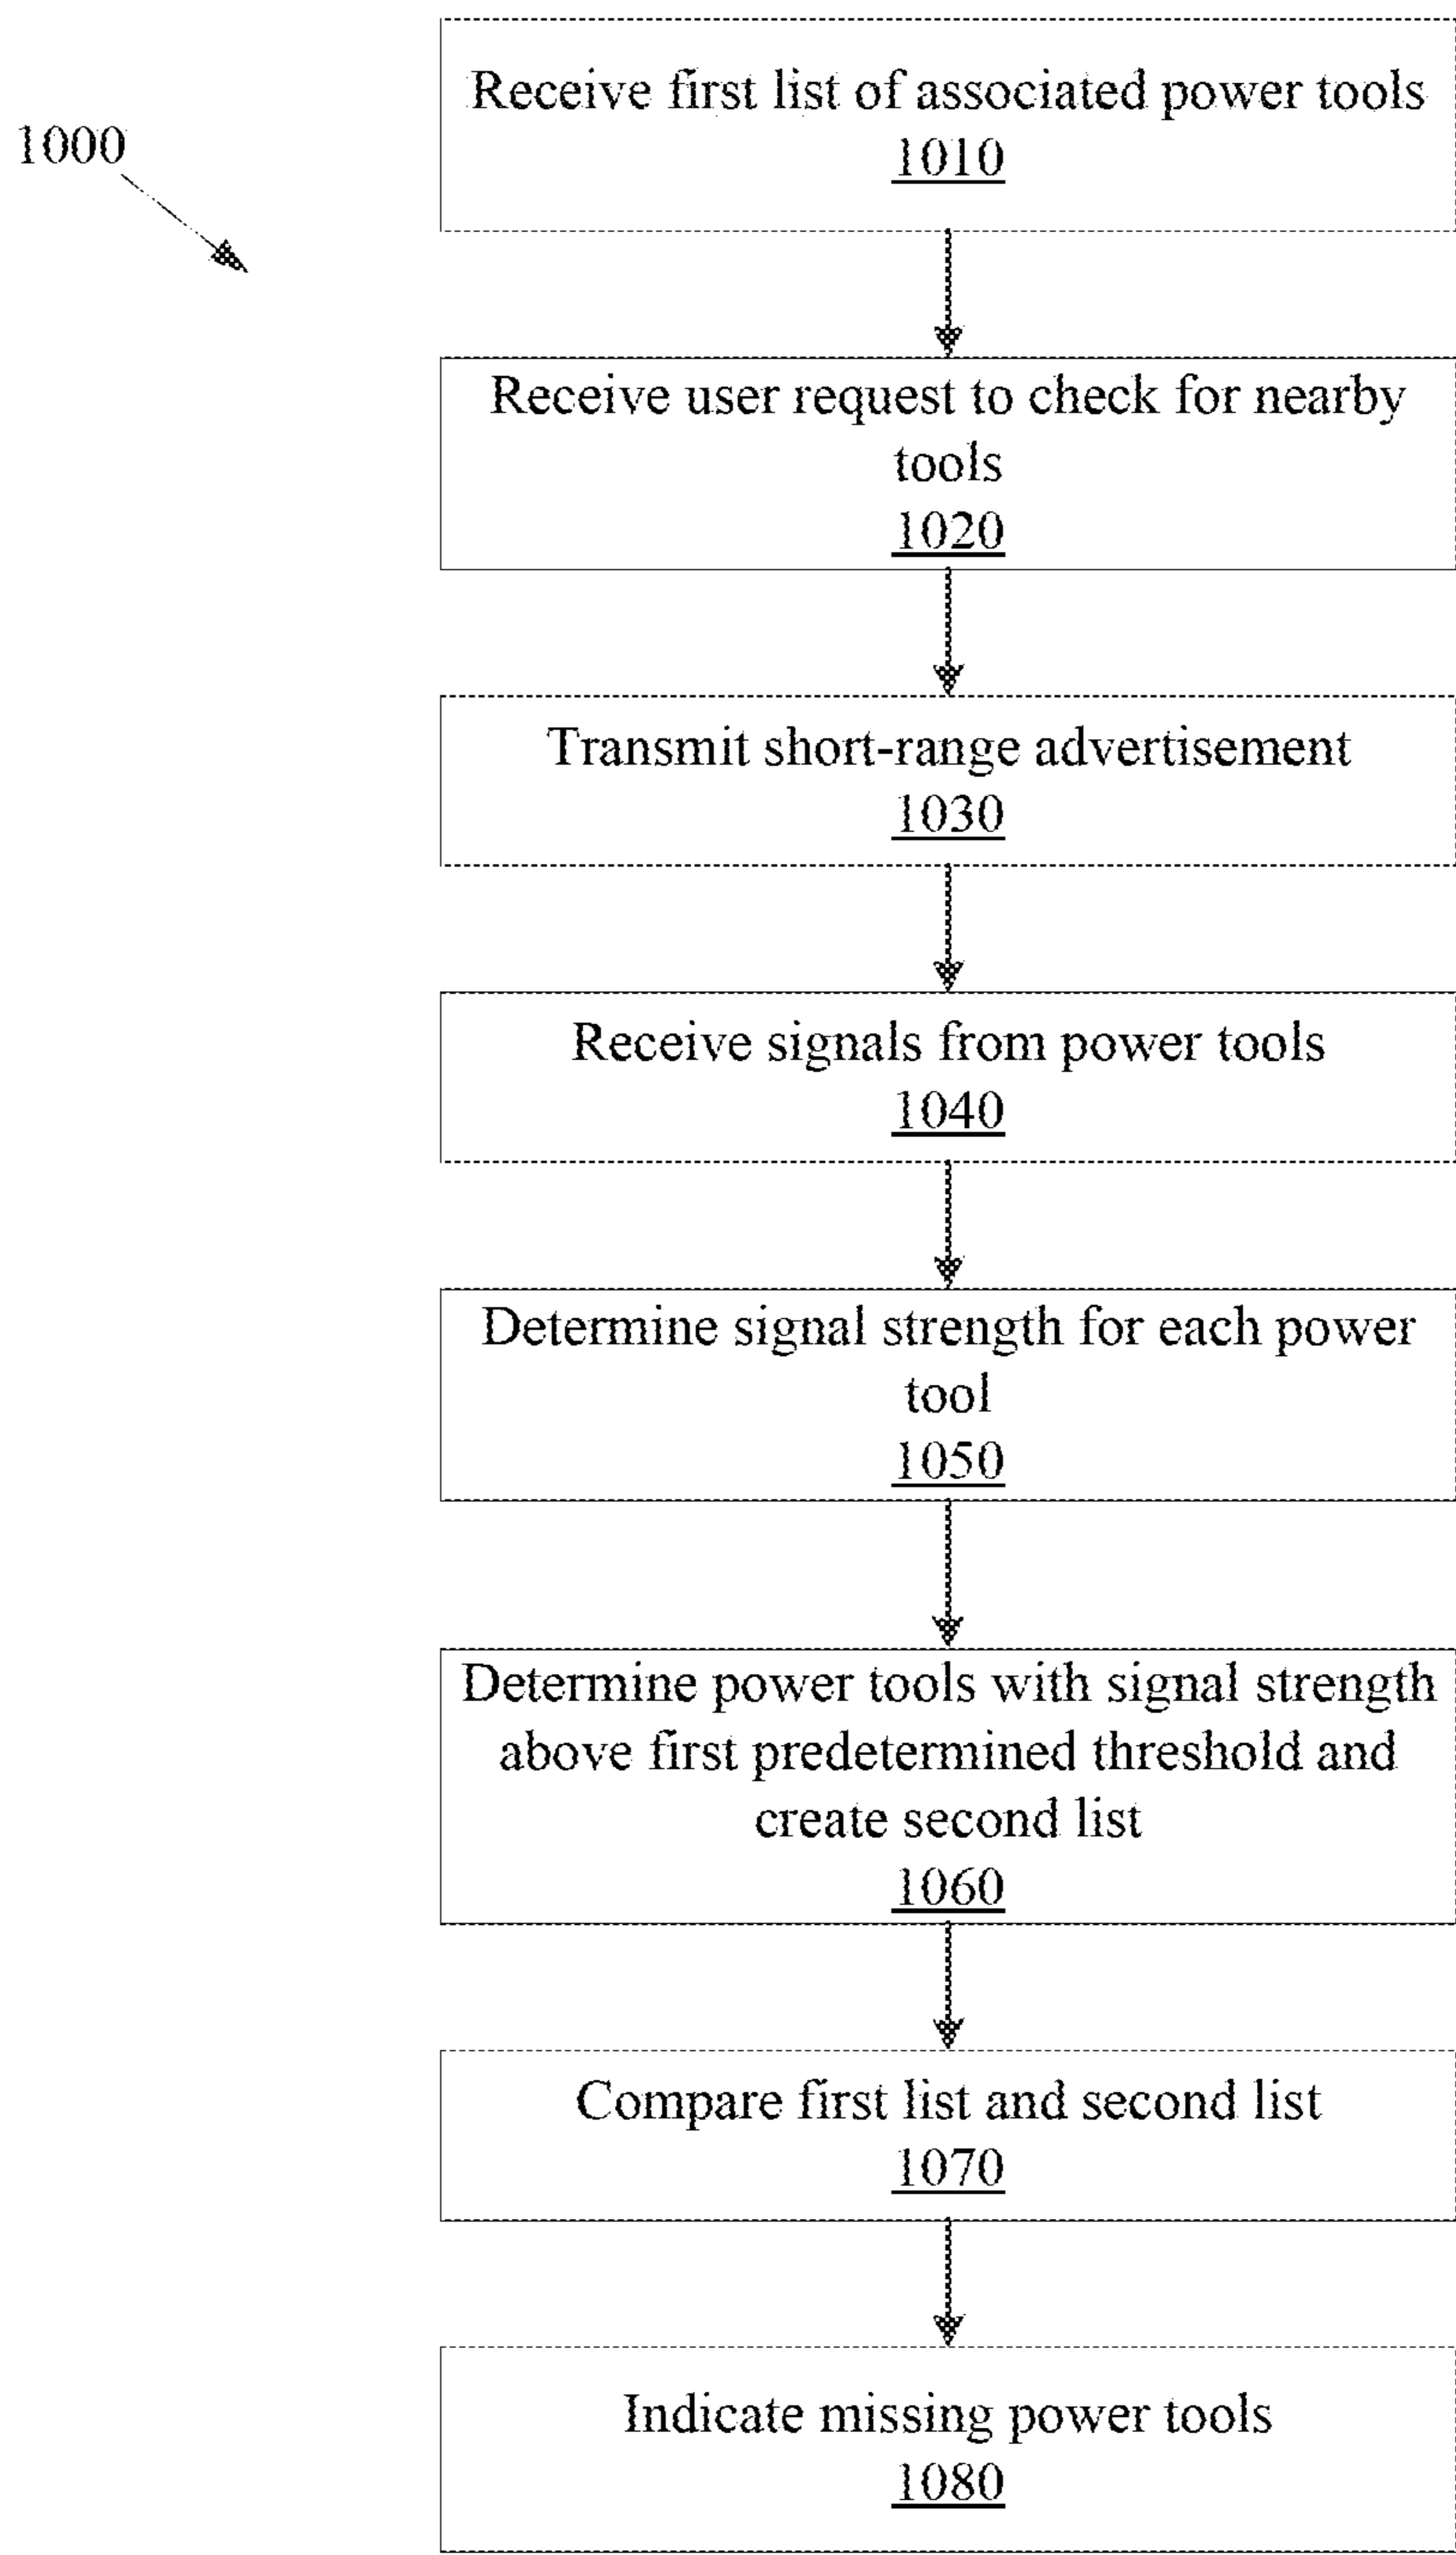 Receive first list of associated power tools
1010
1000
Receive user request to check for nearby
tools
1020
Transmit short-range advertisement
1030
Receive signals from power tools
1040
Determine signal strength for each power
tool
1050
Determine power tools with signal strength
above first predetermined threshold and
create second list
1060
Compare first list and second list
1070
Indicate missing power tools
1080